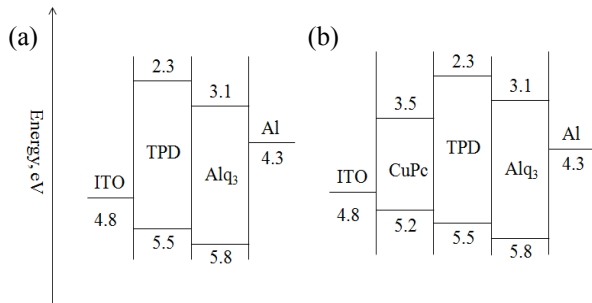 (a)
Energy, eV
ITO
4.8
2.3
TPD
5.5
3.1
Alq₃
5.8
Al
4.3
(b)
ITO
4.8
3.5
CuPc
5.2
2.3
TPD
5.5
3.1
Alq₃
5.8
Al
4.3